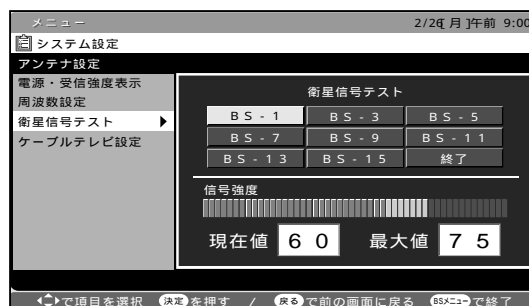 メニュー 2/26[月]午前 9:00
システム設定
アンテナ設定
電源・受信強度表示
周波数設定
衛星信号テスト
ケーブルテレビ設定
衛星信号テスト
BS-1 BS-3 BS-5
BS-7 BS-9 BS-11
BS-13 BS-15 終了
信号強度
現在値 60 最大値 75
で項目を選択 決定を押す / 戻るで前の画面に戻る BSメニューで終了